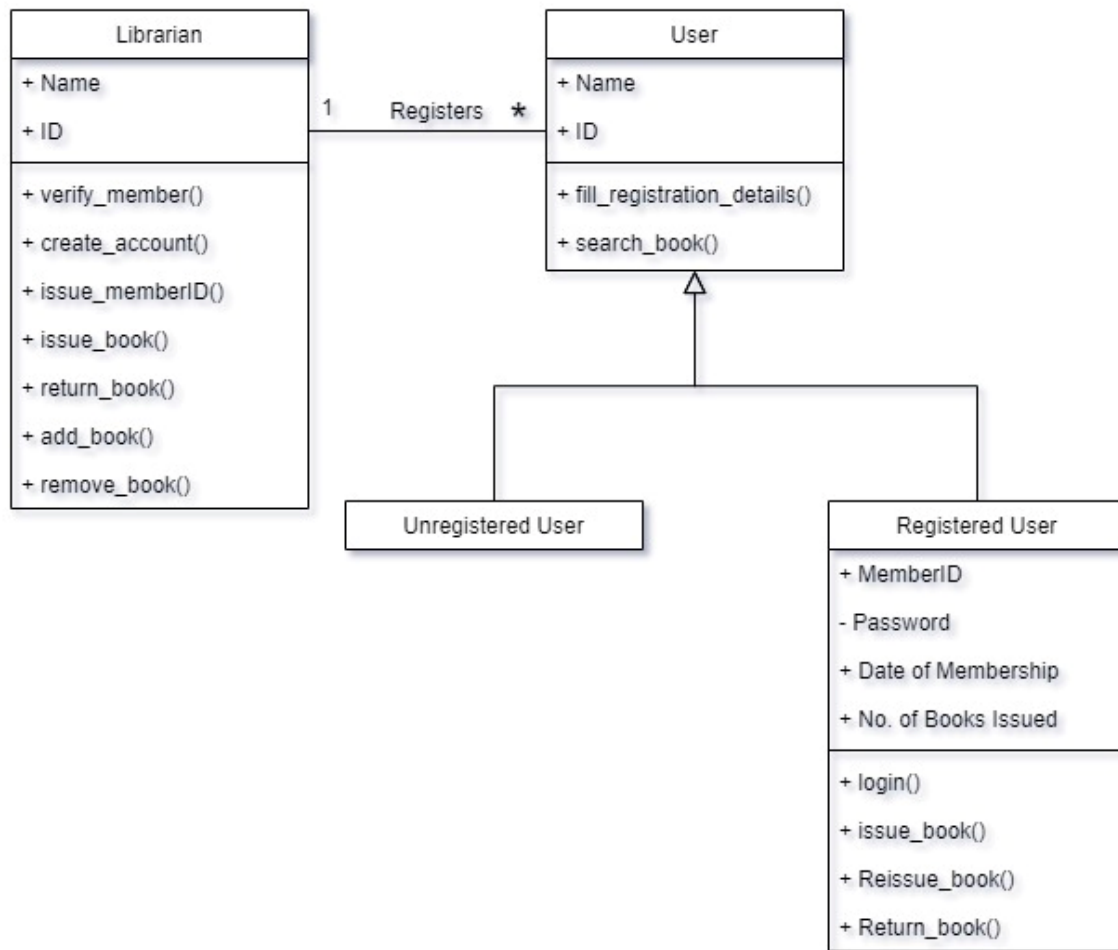 Librarian
+ Name
+ ID
+ verify_member()
+ create_account()
+ issue_memberID()
+ issue_book()
+ return_book()
+ add_book()
+ remove_book()
1 Registers *
User
+ Name
+ ID
+ fill_registration_details()
+ search_book()
Unregistered User
Registered User
+ MemberID
- Password
+ Date of Membership
+ No. of Books Issued
+ login()
+ issue_book()
+ Reissue_book()
+ Return_book()